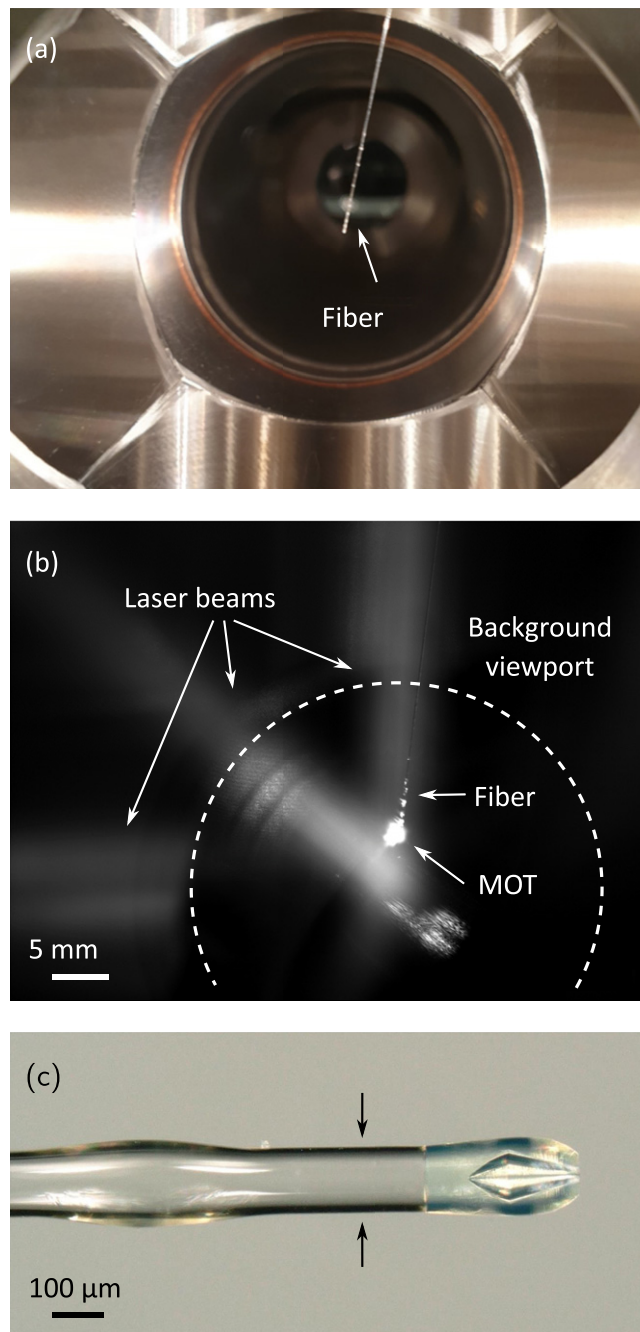 (a)
Fiber
(b)
Laser beams
Background
viewport
Fiber
MOT
5 mm
(c)
100 μm